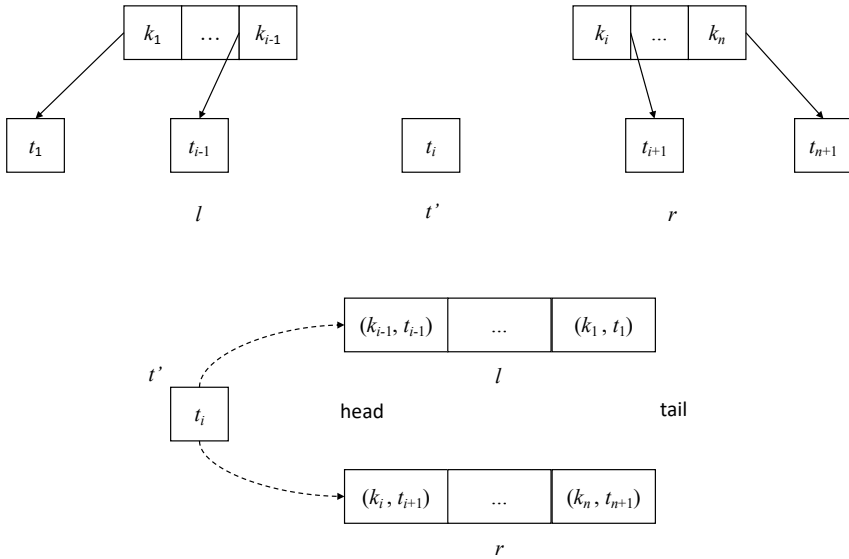 k1 … ki-1 ki ... kn
t1 ti-1 ti ti+1 tn+1
l t’ r
(ki-1, ti-1) ... (k1 , t1)
l
t’
ti
head tail
(ki , ti+1) ... (kn , tn+1)
r